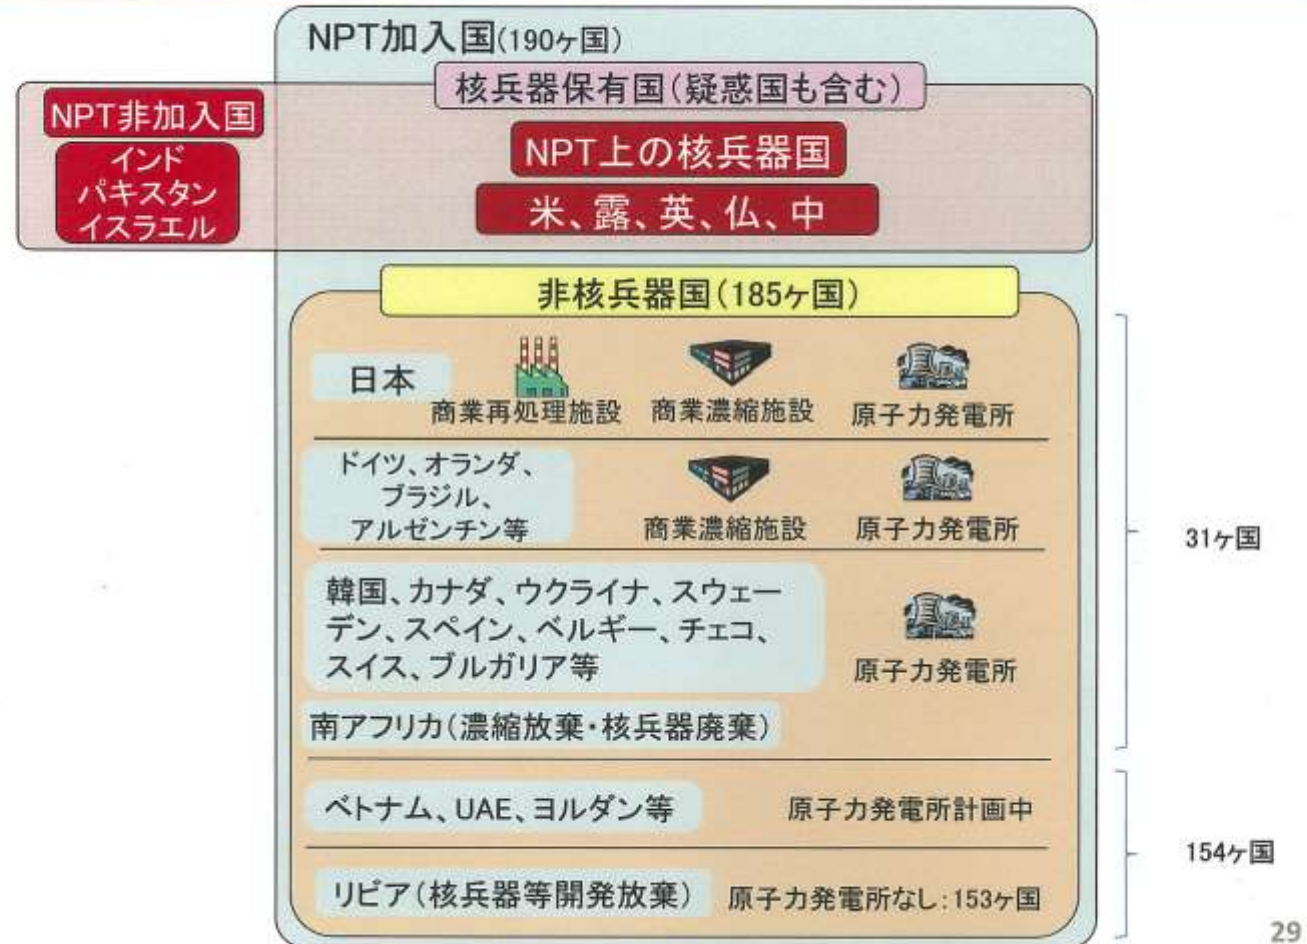 NPT加入国(190ヶ国)
核兵器保有国(疑惑国も含む)
NPT非加入国
インド
パキスタン
イスラエル
NPT上の核兵器国
米、露、英、仏、中
非核兵器国(185ヶ国)
日本
商業再処理施設
商業濃縮施設
原子力発電所
ドイツ、オランダ、
ブラジル、
アルゼンチン等
商業濃縮施設
原子力発電所
31ヶ国
韓国、カナダ、ウクライナ、スウェー
デン、スペイン、ベルギー、チェコ、
スイス、ブルガリア等
原子力発電所
南アフリカ(濃縮放棄・核兵器廃棄)
ベトナム、UAE、ヨルダン等
原子力発電所計画中
154ヶ国
リビア(核兵器等開発放棄)
原子力発電所なし:153ヶ国
29